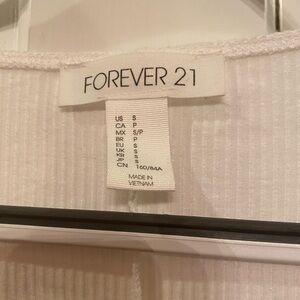 FOREVER 21
US S
CA P
MX S/P
BR P
EU S
UK S
KR S
JP S
CN 160/84A
MADE IN
VIETNAM